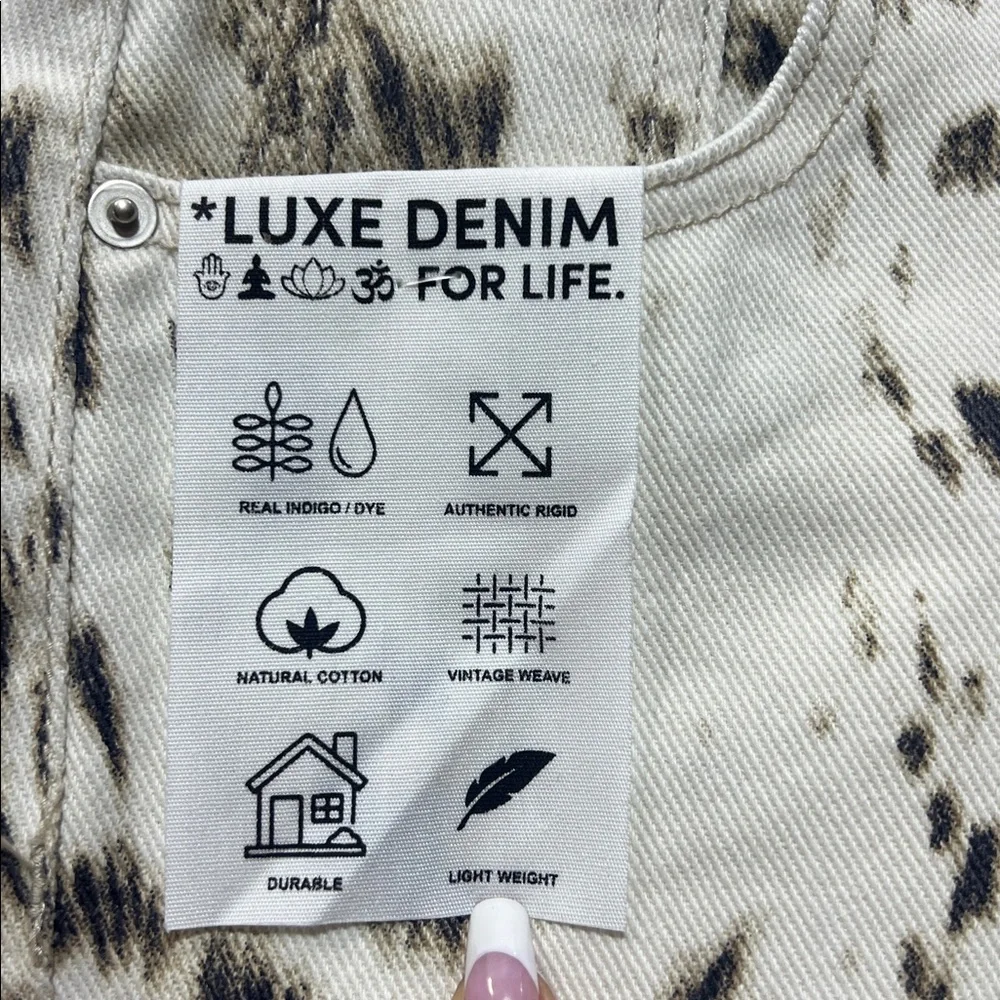 *LUXE DENIM
ॐ FOR LIFE.
REAL INDIGO / DYE
AUTHENTIC RIGID
NATURAL COTTON
VINTAGE WEAVE
DURABLE
LIGHT WEIGHT